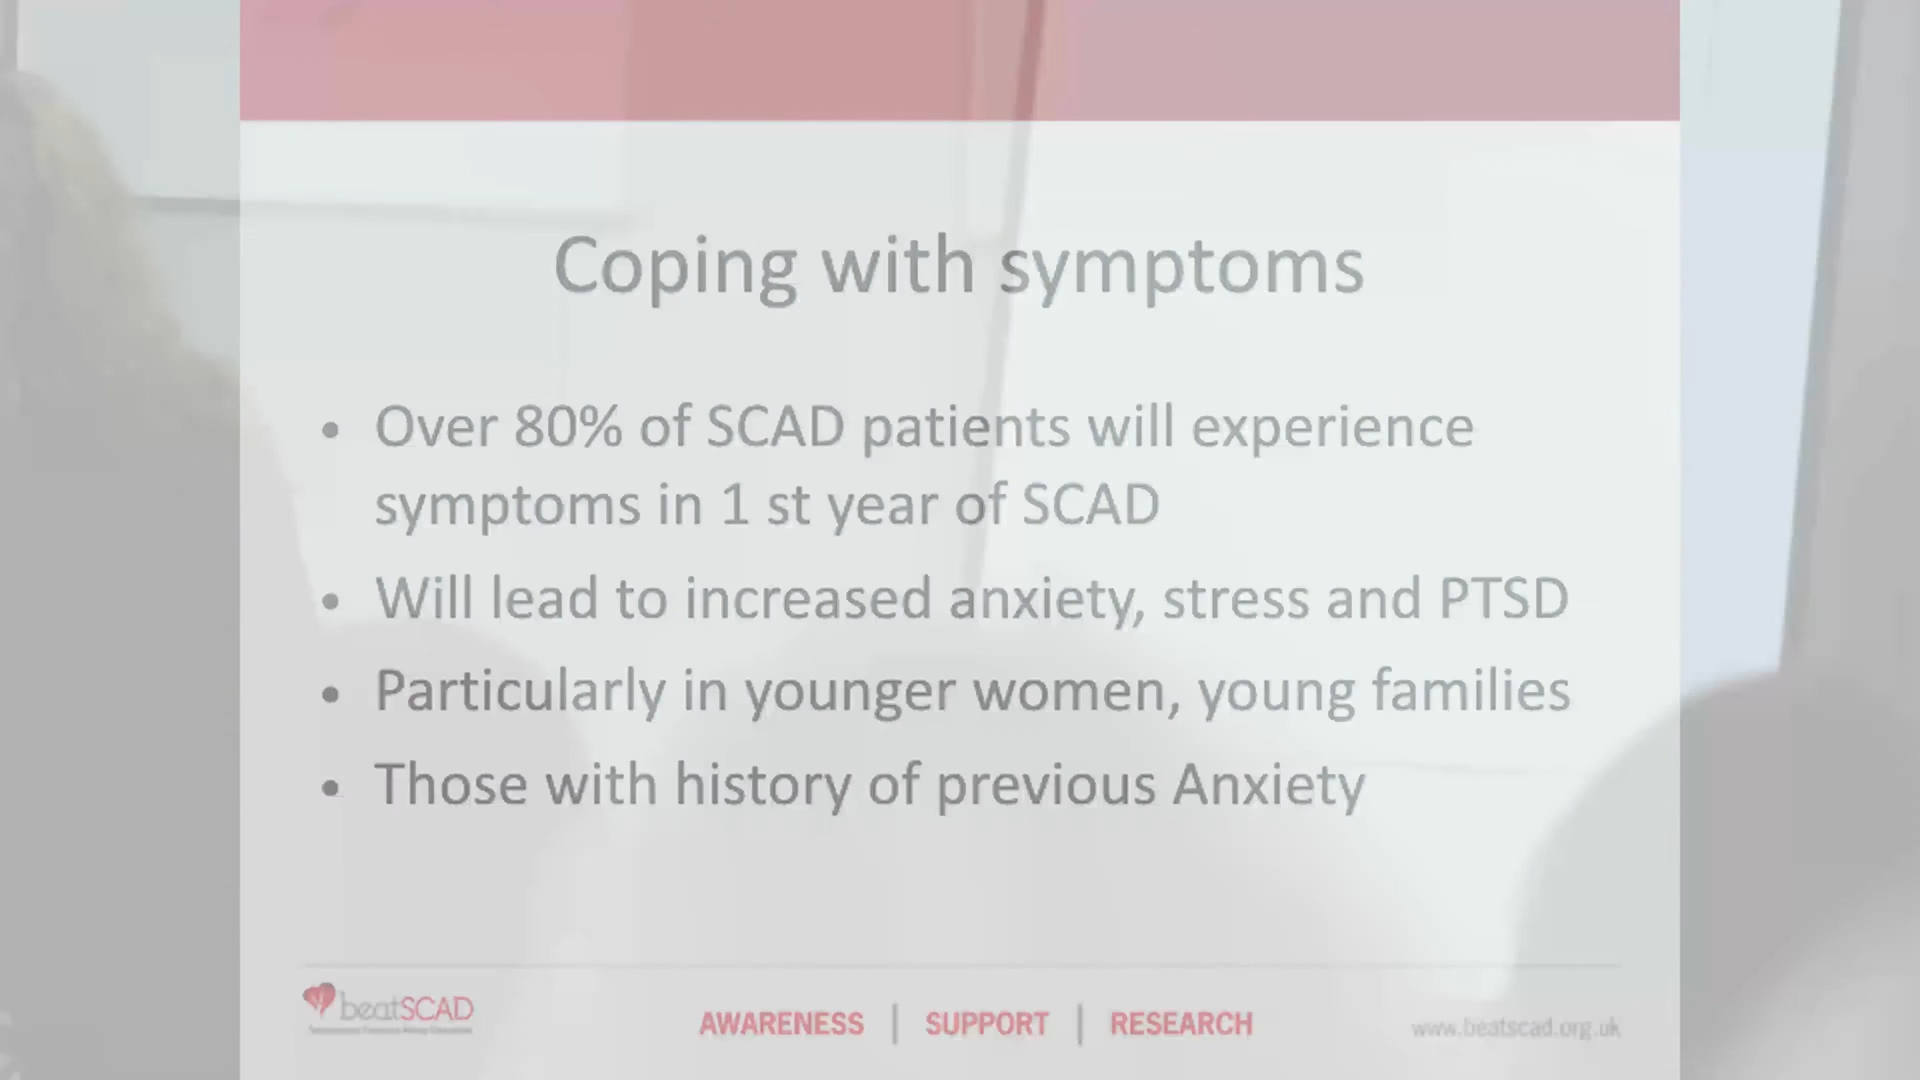 Coping with symptoms
• Over 80% of SCAD patients will experience
symptoms in 1 st year of SCAD
• Will lead to increased anxiety, stress and PTSD
• Particularly in younger women, young families
• Those with history of previous Anxiety
beatSCAD
AWARENESS | SUPPORT | RESEARCH
www.beatscad.org.uk